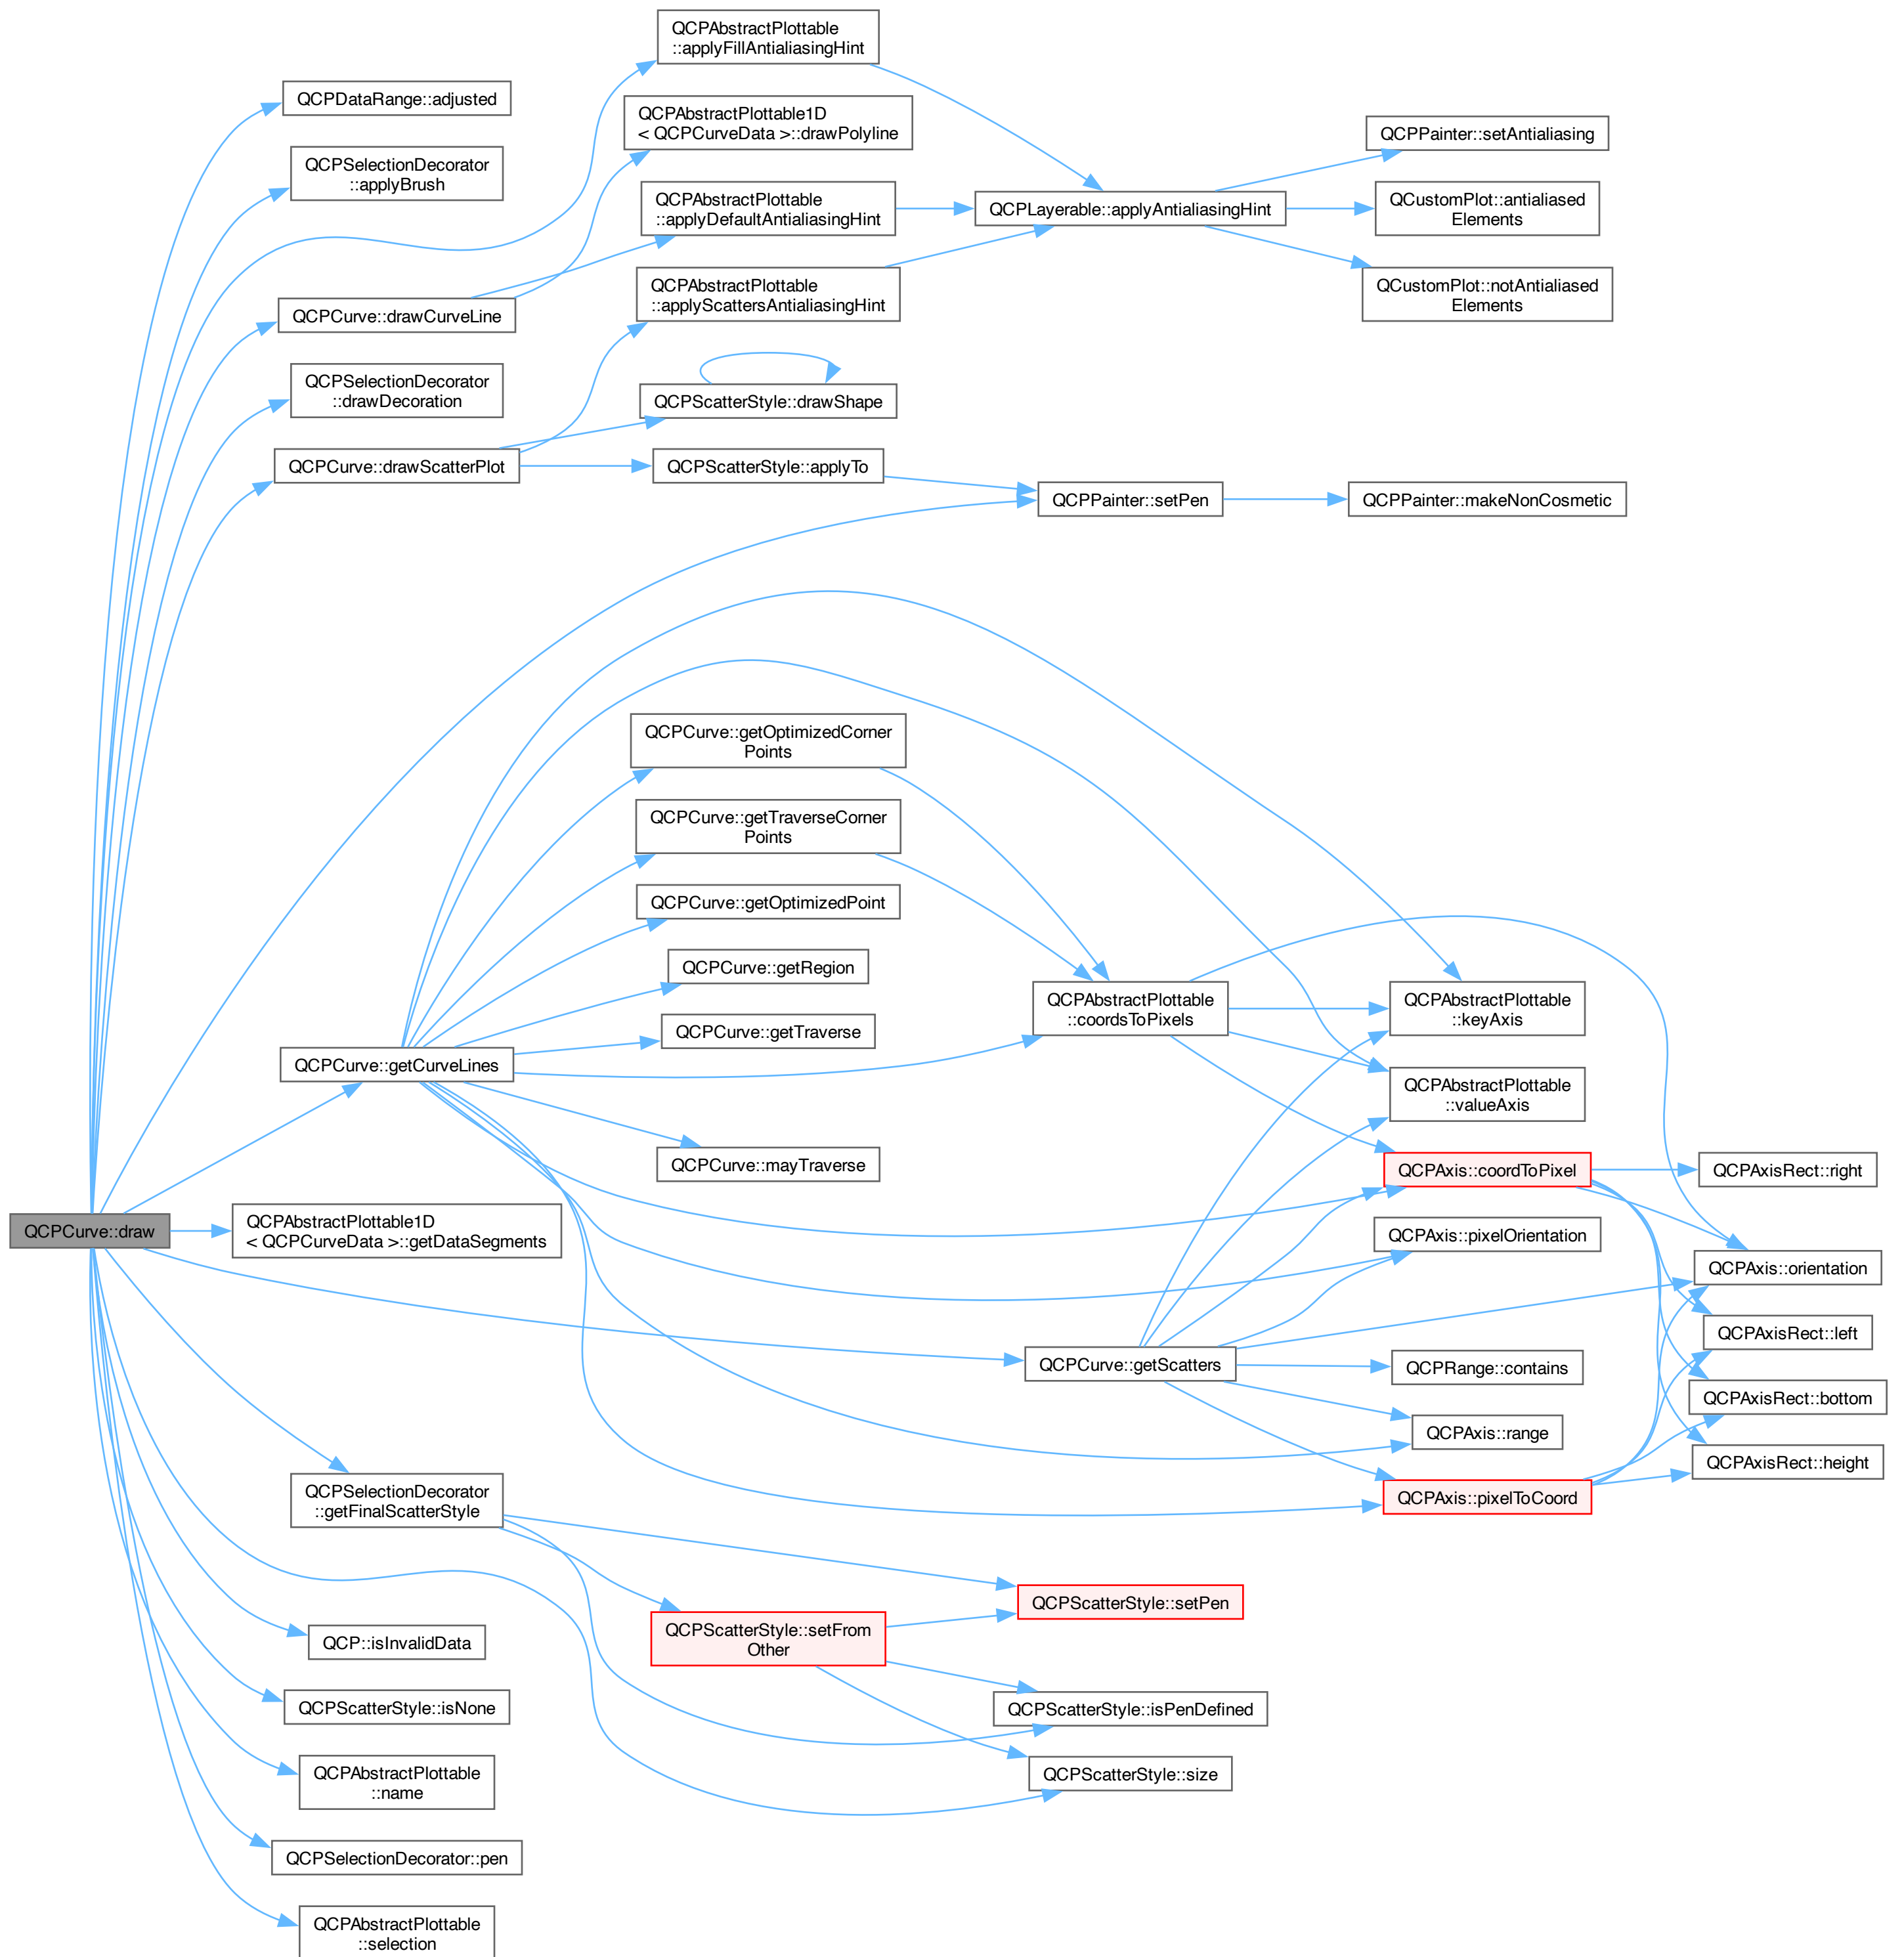 QCPAbstractPlottable
::applyFillAntialiasingHint
QCPDataRange::adjusted
QCPAbstractPlottable1D
< QCPCurveData >::drawPolyline
QCPPainter::setAntialiasing
QCPSelectionDecorator
::applyBrush
QCPAbstractPlottable
::applyDefaultAntialiasingHint
QCPLayerable::applyAntialiasingHint
QCustomPlot::antialiased
Elements
QCPCurve::drawCurveLine
QCPAbstractPlottable
::applyScattersAntialiasingHint
QCustomPlot::notAntialiased
Elements
QCPSelectionDecorator
::drawDecoration
QCPScatterStyle::drawShape
QCPCurve::drawScatterPlot
QCPScatterStyle::applyTo
QCPPainter::setPen
QCPPainter::makeNonCosmetic
QCPCurve::getOptimizedCorner
Points
QCPCurve::getTraverseCorner
Points
QCPCurve::getOptimizedPoint
QCPCurve::getRegion
QCPAbstractPlottable
::coordsToPixels
QCPAbstractPlottable
::keyAxis
QCPCurve::getTraverse
QCPCurve::getCurveLines
QCPAbstractPlottable
::valueAxis
QCPCurve::mayTraverse
QCPAxis::coordToPixel
QCPAxisRect::right
QCPCurve::draw
QCPAbstractPlottable1D
< QCPCurveData >::getDataSegments
QCPAxis::pixelOrientation
QCPAxis::orientation
QCPAxisRect::left
QCPCurve::getScatters
QCPRange::contains
QCPAxisRect::bottom
QCPAxis::range
QCPAxisRect::height
QCPSelectionDecorator
::getFinalScatterStyle
QCPAxis::pixelToCoord
QCPScatterStyle::setPen
QCP::isInvalidData
QCPScatterStyle::setFrom
Other
QCPScatterStyle::isNone
QCPScatterStyle::isPenDefined
QCPAbstractPlottable
::name
QCPScatterStyle::size
QCPSelectionDecorator::pen
QCPAbstractPlottable
::selection